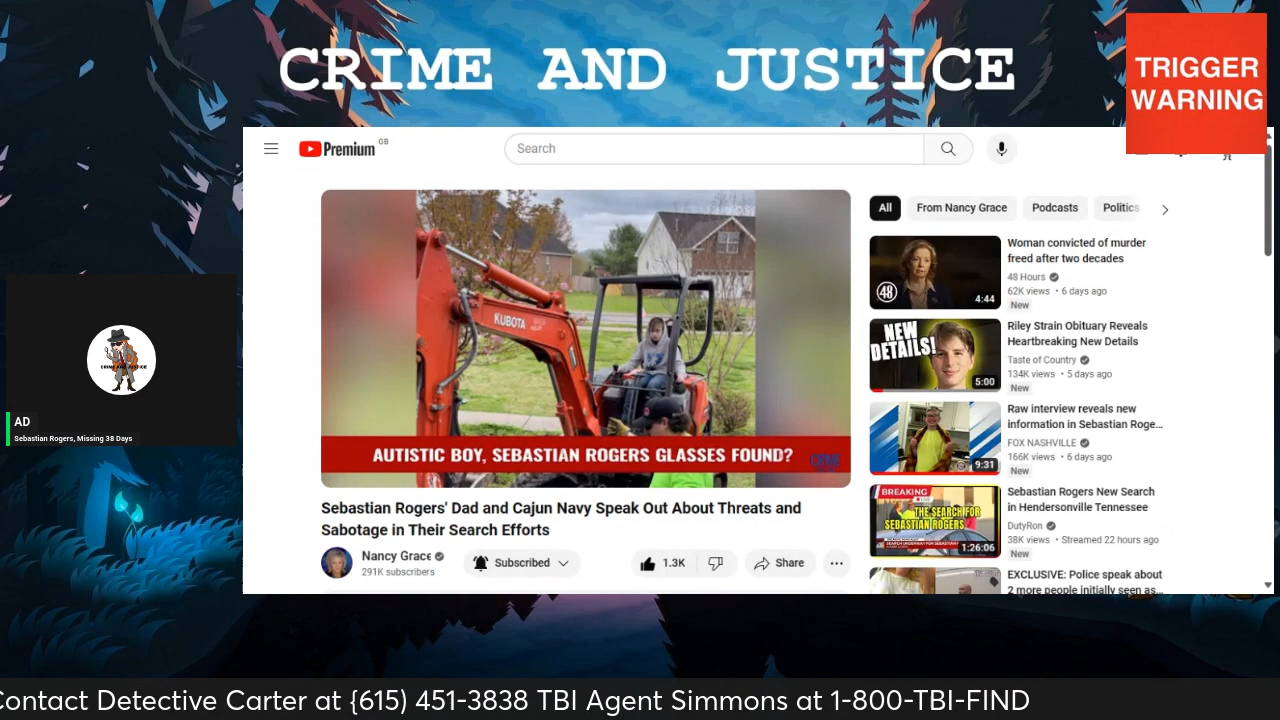 CRIME AND JUSTICE
TRIGGER
WARNING
Premium GB
Search
KUBOTA
AUTISTIC BOY, SEBASTIAN ROGERS GLASSES FOUND?
Sebastian Rogers' Dad and Cajun Navy Speak Out About Threats and
Sabotage in Their Search Efforts
Nancy Grace
291K subscribers
Subscribed
1.3K
Share
All
From Nancy Grace
Podcasts
Politics
48
4:44
Woman convicted of murder
freed after two decades
48 Hours
62K views • 6 days ago
New
NEW
DETAILS!
5:00
Riley Strain Obituary Reveals
Heartbreaking New Details
Taste of Country
134K views • 5 days ago
New
9:31
Raw interview reveals new
information in Sebastian Roge...
FOX NASHVILLE
166K views • 6 days ago
New
BREAKING
LIVE
THE SEARCH FOR
SEBASTIAN ROGERS
1:26:06
Sebastian Rogers New Search
in Hendersonville Tennessee
DutyRon
38K views • Streamed 22 hours ago
New
EXCLUSIVE: Police speak about
2 more people initially seen as...
CRIME AND JUSTICE
AD
Sebastian Rogers, Missing 38 Days
Contact Detective Carter at {615) 451-3838 TBI Agent Simmons at 1-800-TBI-FIND